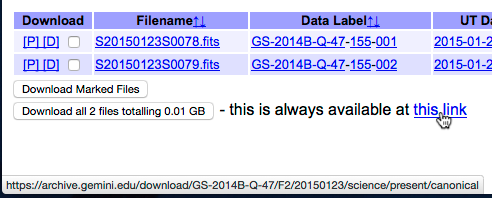 Download Filename↑↓ Data Label↑↓ UT Da
[P] [D] S20150123S0078.fits GS-2014B-Q-47-155-001 2015-01-2
[P] [D] S20150123S0079.fits GS-2014B-Q-47-155-002 2015-01-2
Download Marked Files
Download all 2 files totalling 0.01 GB - this is always available at this link
https://archive.gemini.edu/download/GS-2014B-Q-47/F2/20150123/science/present/canonical